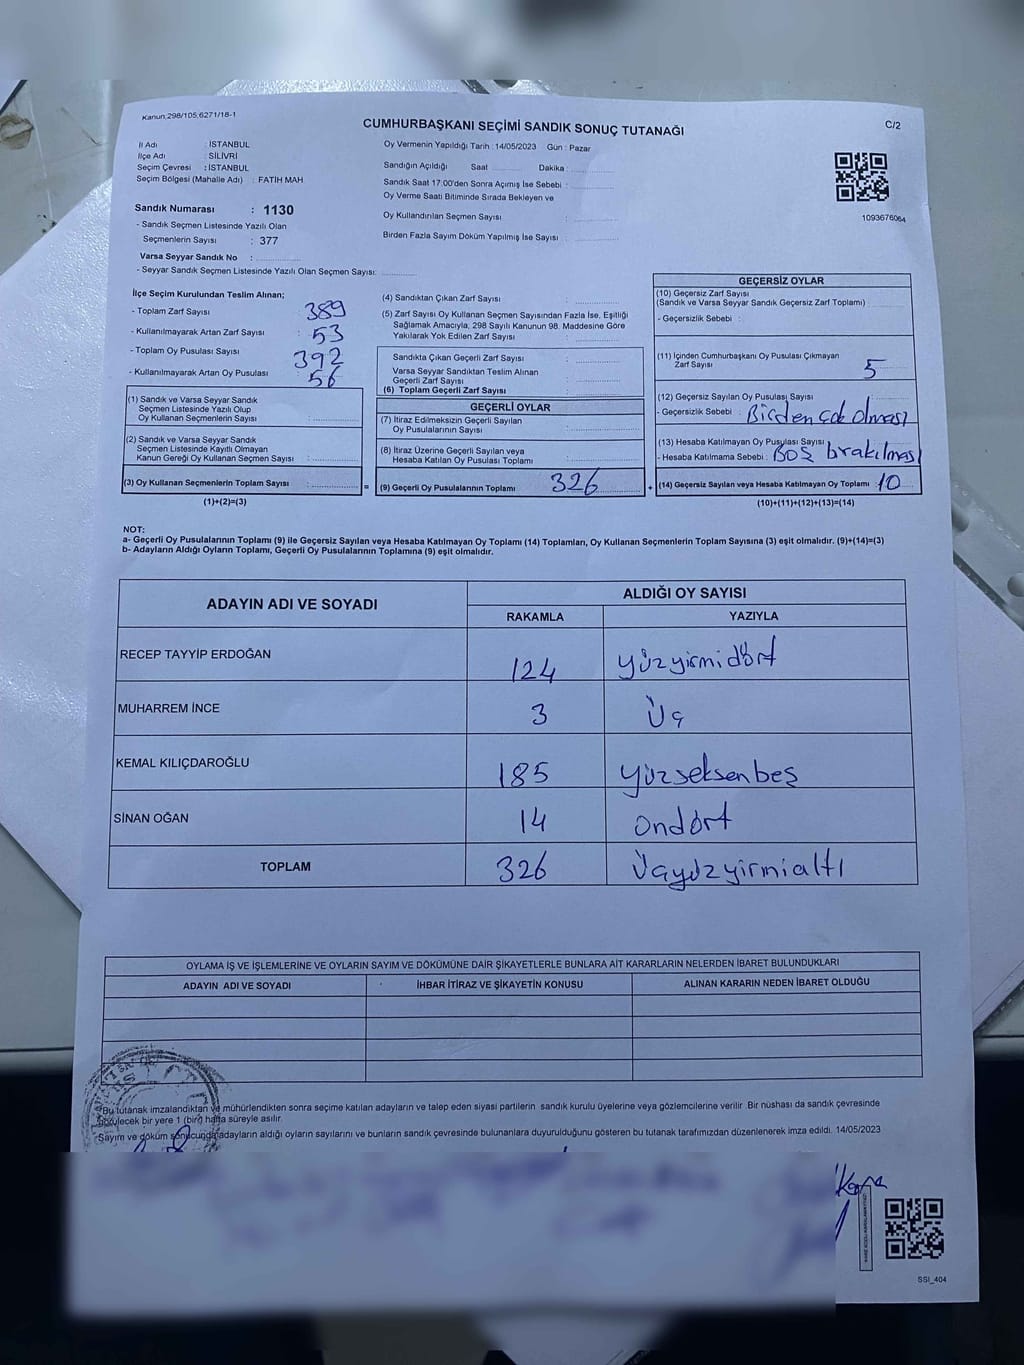 Kanun,298/105,6271/18-1
CUMHURBAŞKANI SEÇİMİ SANDIK SONUÇ TUTANAĞI
C/2
İl Adı : İSTANBUL
İlçe Adı : SİLİVRİ
Seçim Çevresi : İSTANBUL
Seçim Bölgesi (Mahalle Adı) : FATİH MAH
Oy Vermenin Yapıldığı Tarih :14/05/2023 Gün : Pazar
Sandığın Açıldığı Saat Dakika :
Sandık Saat 17:00'den Sonra Açımış İse Sebebi :
Oy Verme Saati Bitiminde Sırada Bekleyen ve
Oy Kullandırılan Seçmen Sayısı :
Birden Fazla Sayım Döküm Yapılmış İse Sayısı :
1093676064
Sandık Numarası : 1130
- Sandık Seçmen Listesinde Yazılı Olan
Seçmenlerin Sayısı : 377
Varsa Seyyar Sandık No :
- Seyyar Sandık Seçmen Listesinde Yazılı Olan Seçmen Sayısı:
İlçe Seçim Kurulundan Teslim Alınan;
- Toplam Zarf Sayısı : 389
- Kullanılmayarak Artan Zarf Sayısı : 53
- Toplam Oy Pusulası Sayısı : 392
- Kullanılmayarak Artan Oy Pusulası : 56
(1) Sandık ve Varsa Seyyar Sandık
Seçmen Listesinde Yazılı Olup
Oy Kullanan Seçmenlerin Sayısı :
(2) Sandık ve Varsa Seyyar Sandık
Seçmen Listesinde Kayıtlı Olmayan
Kanun Gereği Oy Kullanan Seçmen Sayısı :
(3) Oy Kullanan Seçmenlerin Toplam Sayısı :
(1)+(2)=(3)
(4) Sandıktan Çıkan Zarf Sayısı :
(5) Zarf Sayısı Oy Kullanan Seçmen Sayısından Fazla İse, Eşitliği
Sağlamak Amacıyla, 298 Sayılı Kanunun 98. Maddesine Göre
Yakılarak Yok Edilen Zarf Sayısı :
Sandıkta Çıkan Geçerli Zarf Sayısı :
Varsa Seyyar Sandıktan Teslim Alınan
Geçerli Zarf Sayısı :
(6) Toplam Geçerli Zarf Sayısı :
GEÇERLİ OYLAR
(7) İtiraz Edilmeksizin Geçerli Sayılan
Oy Pusulalarının Sayısı :
(8) İtiraz Üzerine Geçerli Sayılan veya
Hesaba Katılan Oy Pusulası Toplamı :
= (9) Geçerli Oy Pusulalarının Toplamı : 326 +
GEÇERSİZ OYLAR
(10) Geçersiz Zarf Sayısı
(Sandık ve Varsa Seyyar Sandık Geçersiz Zarf Toplamı)
- Geçersizlik Sebebi :
(11) İçinden Cumhurbaşkanı Oy Pusulası Çıkmayan
Zarf Sayısı : 5
(12) Geçersiz Sayılan Oy Pusulası Sayısı :
- Geçersizlik Sebebi : Birden çok olması
(13) Hesaba Katılmayan Oy Pusulası Sayısı :
- Hesaba Katılmama Sebebi : Boş bırakılması
(14) Geçersiz Sayılan veya Hesaba Katılmayan Oy Toplamı : 10
(10)+(11)+(12)+(13)=(14)
NOT:
a- Geçerli Oy Pusulalarının Toplamı (9) ile Geçersiz Sayılan veya Hesaba Katılmayan Oy Toplamı (14) Toplamları, Oy Kullanan Seçmenlerin Toplam Sayısına (3) eşit olmalıdır. (9)+(14)=(3)
b- Adayların Aldığı Oyların Toplamı, Geçerli Oy Pusulalarının Toplamına (9) eşit olmalıdır.
ADAYIN ADI VE SOYADI
ALDIĞI OY SAYISI
RAKAMLA YAZIYLA
RECEP TAYYİP ERDOĞAN 124 yüzyirmidört
MUHARREM İNCE 3 Üç
KEMAL KILIÇDAROĞLU 185 yüzseksenbeş
SİNAN OĞAN 14 ondört
TOPLAM 326 Üçyüzyirmialtı
OYLAMA İŞ VE İŞLEMLERİNE VE OYLARIN SAYIM VE DÖKÜMÜNE DAİR ŞİKAYETLERLE BUNLARA AİT KARARLARIN NELERDEN İBARET BULUNDUKLARI
ADAYIN ADI VE SOYADI İHBAR İTİRAZ VE ŞİKAYETİN KONUSU ALINAN KARARIN NEDEN İBARET OLDUĞU
Bu tutanak imzalandıktan ve mühürlendikten sonra seçime katılan adayların ve talep eden siyasi partilerin sandık kurulu üyelerine veya gözlemcilerine verilir. Bir nüshası da sandık çevresinde
görülecek bir yere 1 (bir) hafta süreyle asılır.
Sayım ve döküm sonucunda adayların aldığı oyların sayılarını ve bunların sandık çevresinde bulunanlara duyurulduğunu gösteren bu tutanak tarafımızdan düzenlenerek imza edildi. 14/05/2023
SSI_404